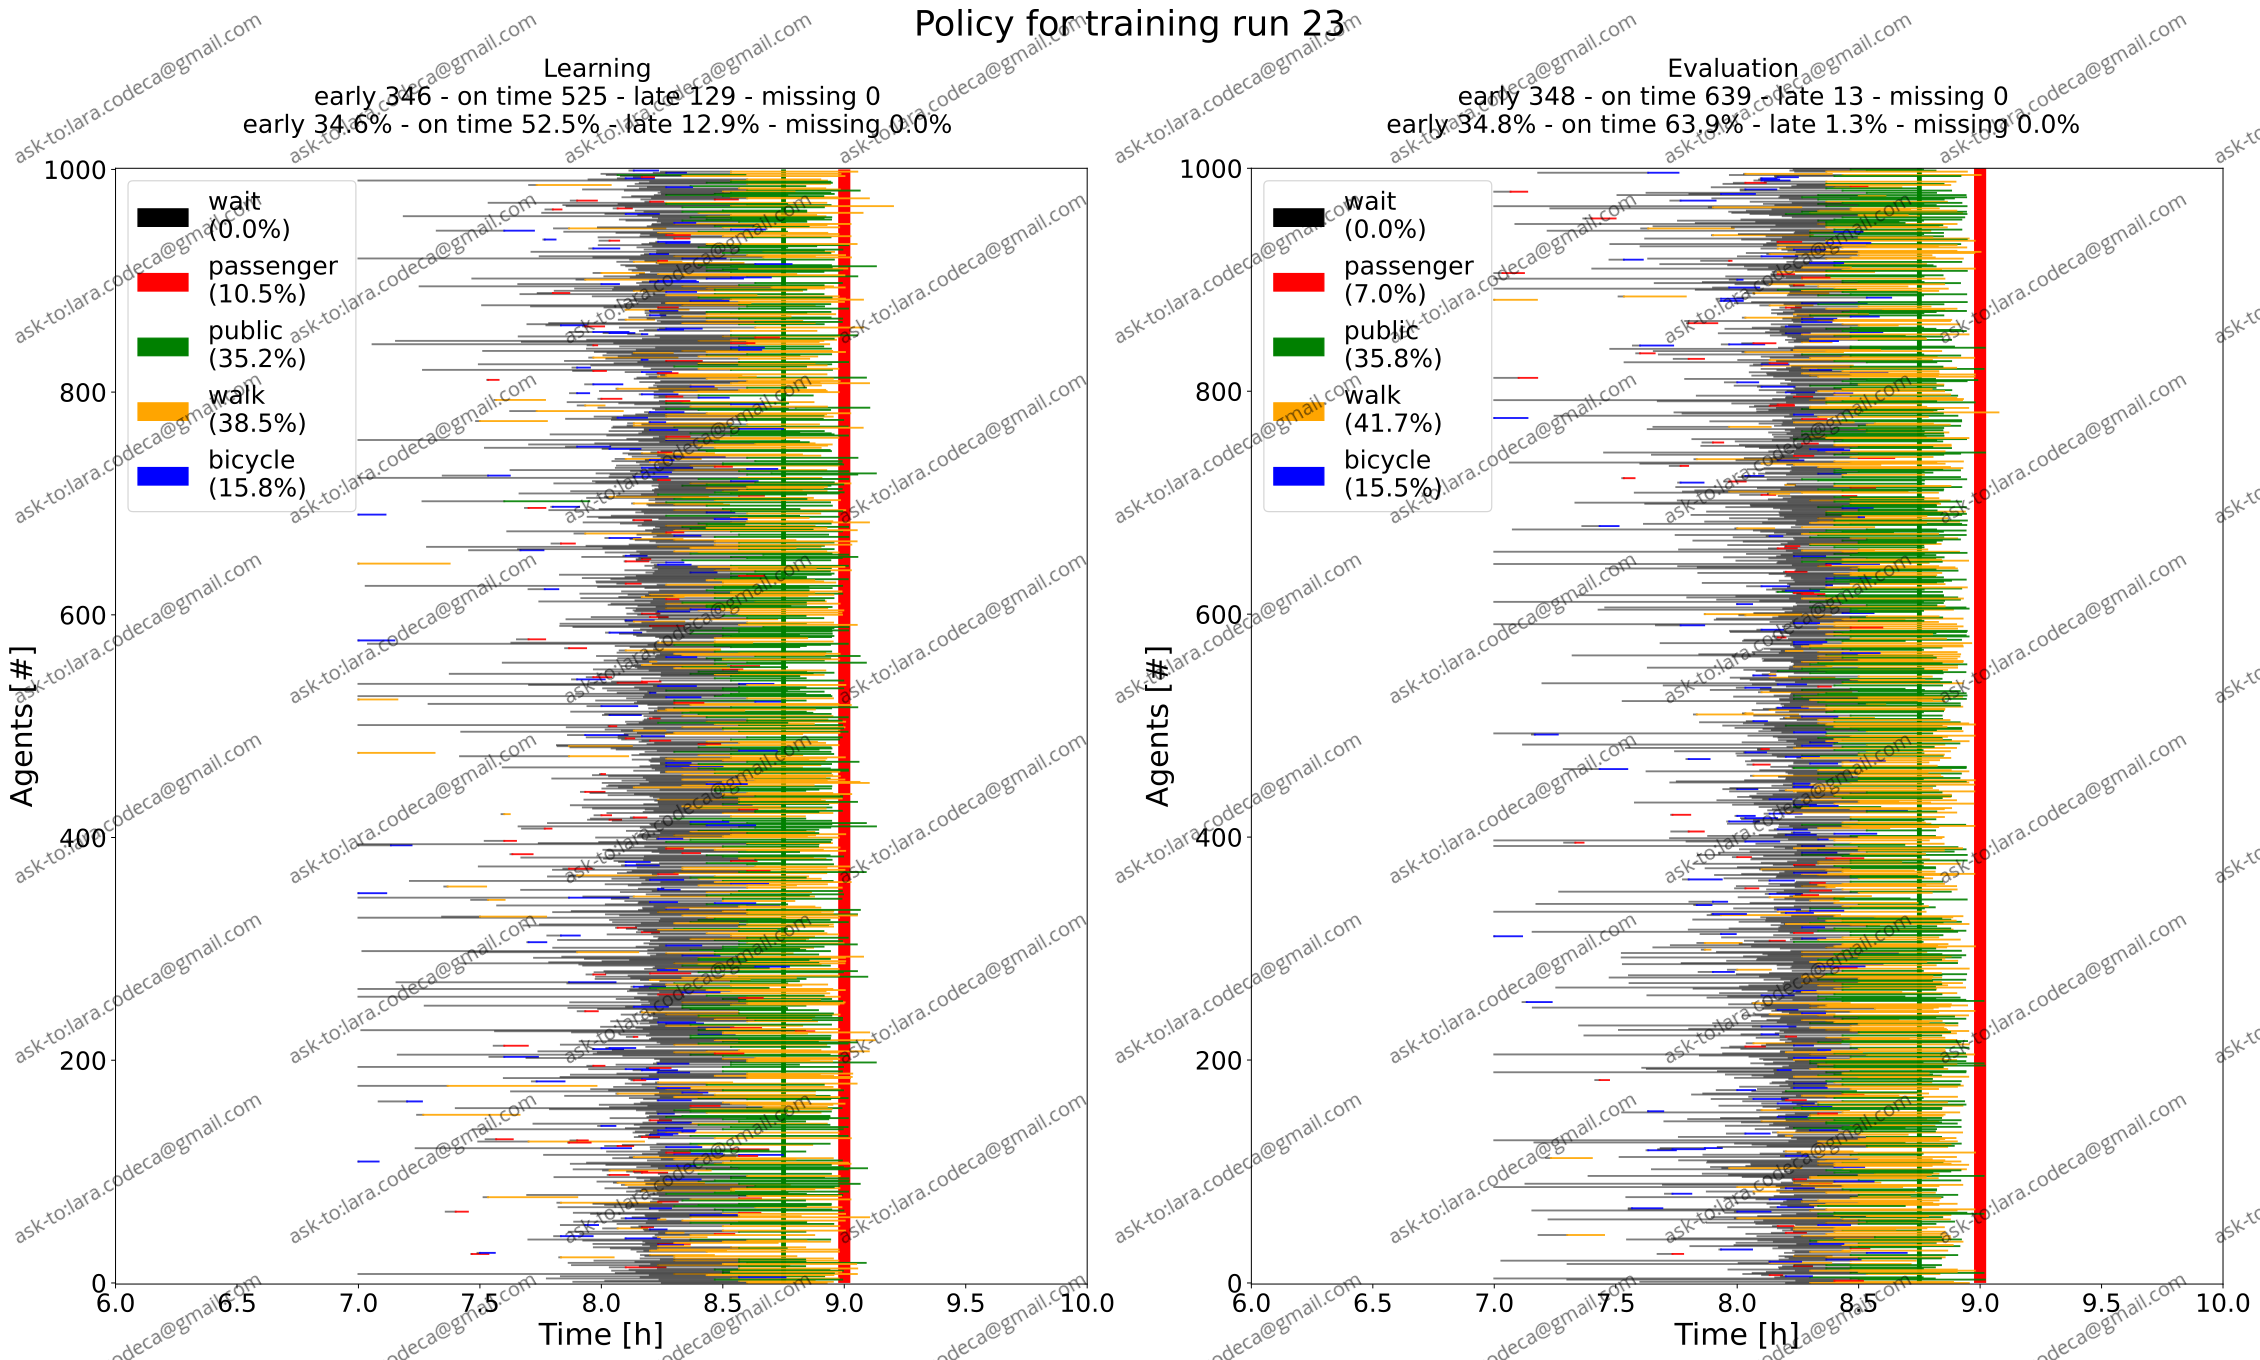 Policy for training run 23
Learning
early 346 - on time 525 - late 129 - missing 0
early 34.6% - on time 52.5% - late 12.9% - missing 0.0%
Agents [#]
1000
800
600
400
200
0
wait
(0.0%)
passenger
(10.5%)
public
(35.2%)
walk
(38.5%)
bicycle
(15.8%)
6.0 6.5 7.0 7.5 8.0 8.5 9.0 9.5 10.0
Time [h]
Evaluation
early 348 - on time 639 - late 13 - missing 0
early 34.8% - on time 63.9% - late 1.3% - missing 0.0%
Agents [#]
1000
800
600
400
200
0
wait
(0.0%)
passenger
(7.0%)
public
(35.8%)
walk
(41.7%)
bicycle
(15.5%)
6.0 6.5 7.0 7.5 8.0 8.5 9.0 9.5 10.0
Time [h]
ask-to:lara.codeca@gmail.com